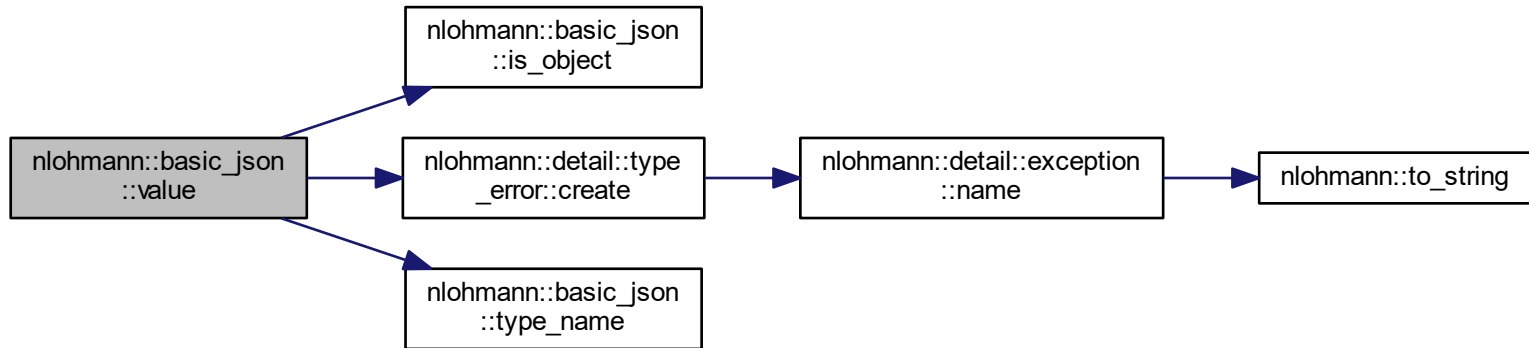 nlohmann::basic_json
::is_object
nlohmann::basic_json
::value
nlohmann::detail::type
_error::create
nlohmann::detail::exception
::name
nlohmann::to_string
nlohmann::basic_json
::type_name